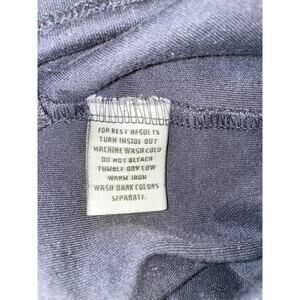 FOR BEST RESULTS
TURN INSIDE OUT
MACHINE WASH COLD
DO NOT BLEACH
TUMBLE DRY LOW
WARM IRON
WASH DARK COLORS
SEPARATE.